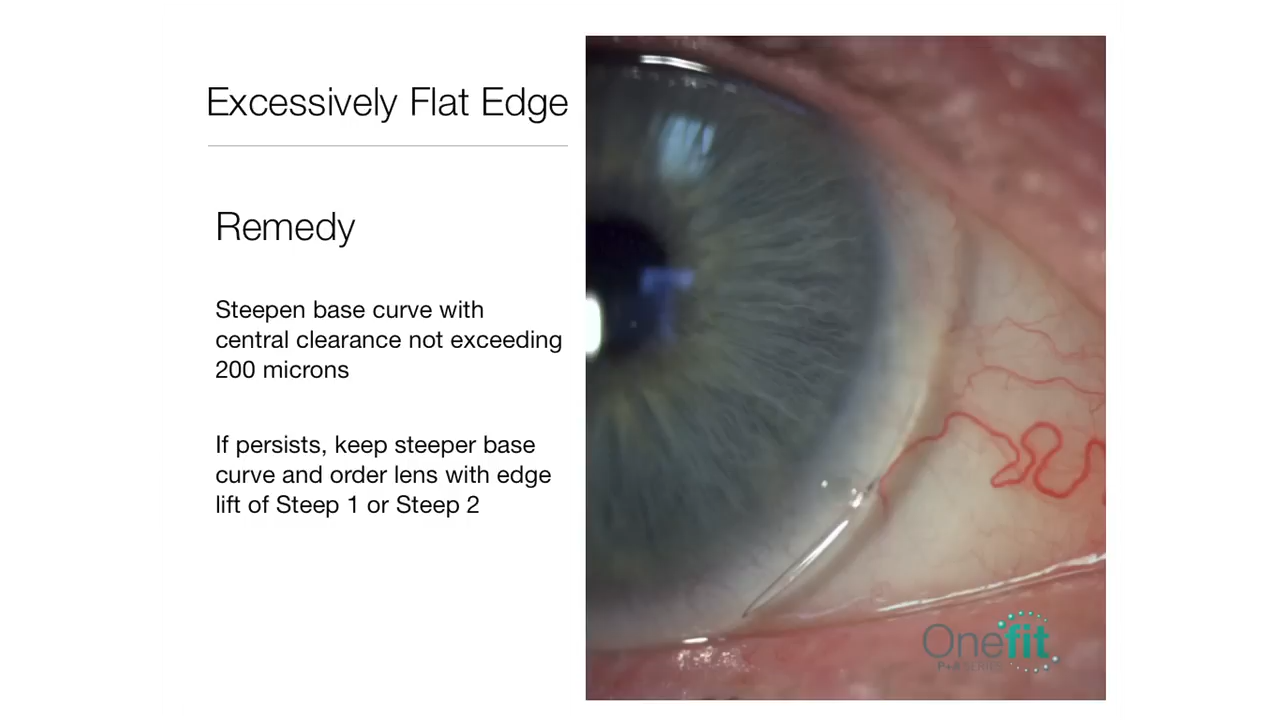 Excessively Flat Edge
Remedy
Steepen base curve with
central clearance not exceeding
200 microns
If persists, keep steeper base
curve and order lens with edge
lift of Steep 1 or Steep 2
Onefit
P+A SERIES